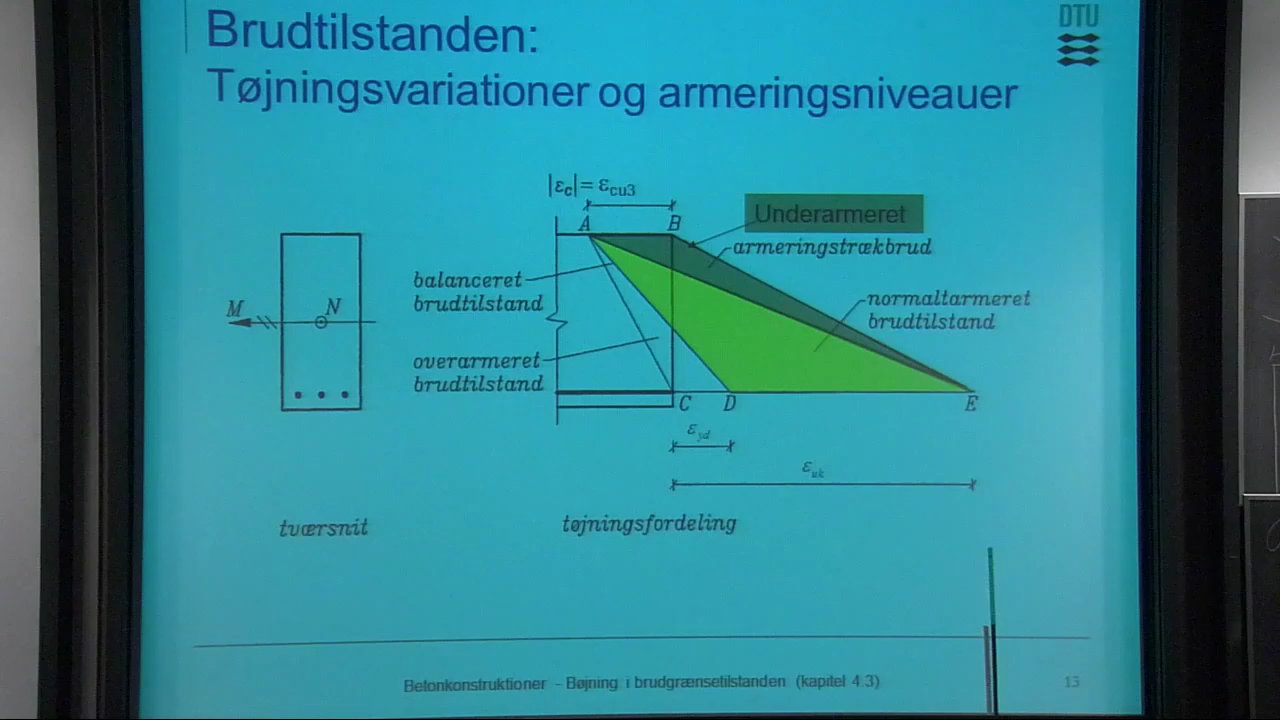 Brudtilstanden:
DTU
Tøjningsvariationer og armeringsniveauer
|εc| = εcu3
A
B
Underarmeret
armeringstrækbrud
balanceret
brudtilstand
normaltarmeret
brudtilstand
M
N
overarmeret
brudtilstand
C
D
E
εyd
εuk
tværsnit
tøjningsfordeling
Betonkonstruktioner - Bøjning i brudgrænsetilstanden (kapitel 4.3)
13